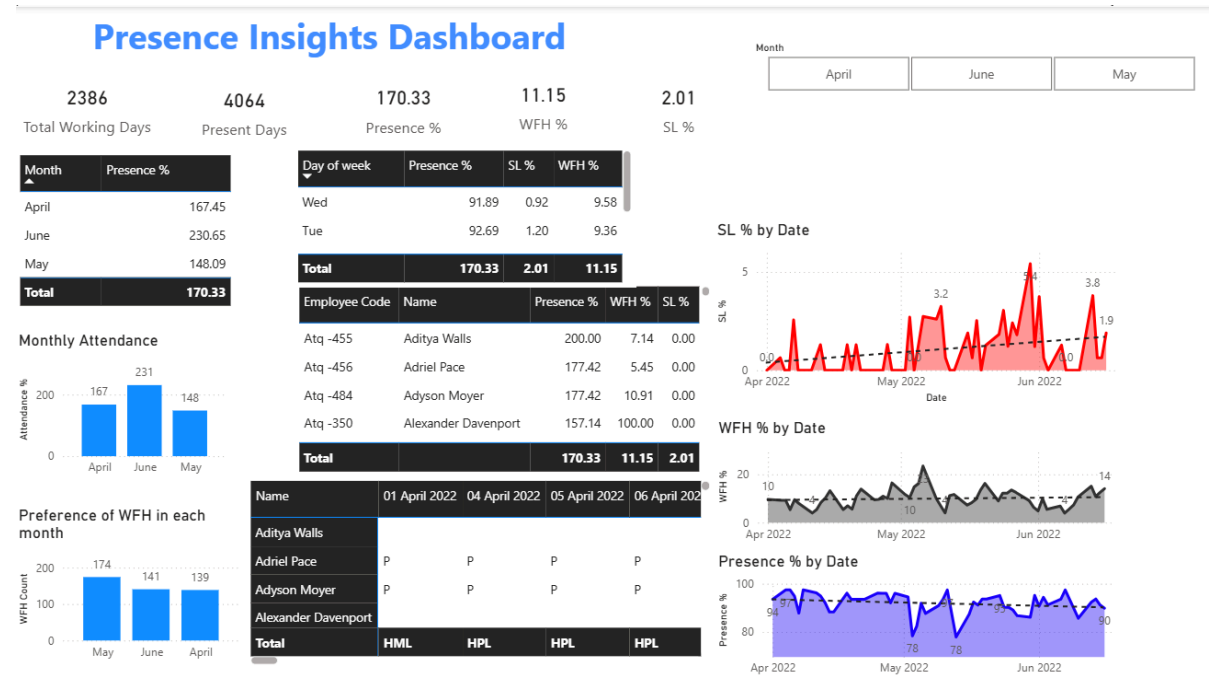 Presence Insights Dashboard
Month
April June May
2386 4064 170.33 11.15 2.01
Total Working Days Present Days Presence % WFH % SL %
Month Presence %
April 167.45
June 230.65
May 148.09
Total 170.33
Day of week Presence % SL % WFH %
Wed 91.89 0.92 9.58
Tue 92.69 1.20 9.36
Total 170.33 2.01 11.15
Employee Code Name Presence % WFH % SL %
Atq -455 Aditya Walls 200.00 7.14 0.00
Atq -456 Adriel Pace 177.42 5.45 0.00
Atq -484 Adyson Moyer 177.42 10.91 0.00
Atq -350 Alexander Davenport 157.14 100.00 0.00
Total 170.33 11.15 2.01
Monthly Attendance
Attendance %
200
0
167 231 148
April June May
Preference of WFH in each
month
WFH Count
200
100
0
174 141 139
May June April
Name 01 April 2022 04 April 2022 05 April 2022 06 April 202
Aditya Walls
Adriel Pace P P P P
Adyson Moyer P P P P
Alexander Davenport
Total HML HPL HPL HPL
SL % by Date
SL %
5
0
0.0 3.2 0.0 5.4 0.0 3.8 1.9
Apr 2022 May 2022 Jun 2022
Date
WFH % by Date
WFH %
20
0
10 4 10 4 4 14
Apr 2022 May 2022 Jun 2022
Presence % by Date
Presence %
100
80
94 97 78 78 95 90
Apr 2022 May 2022 Jun 2022